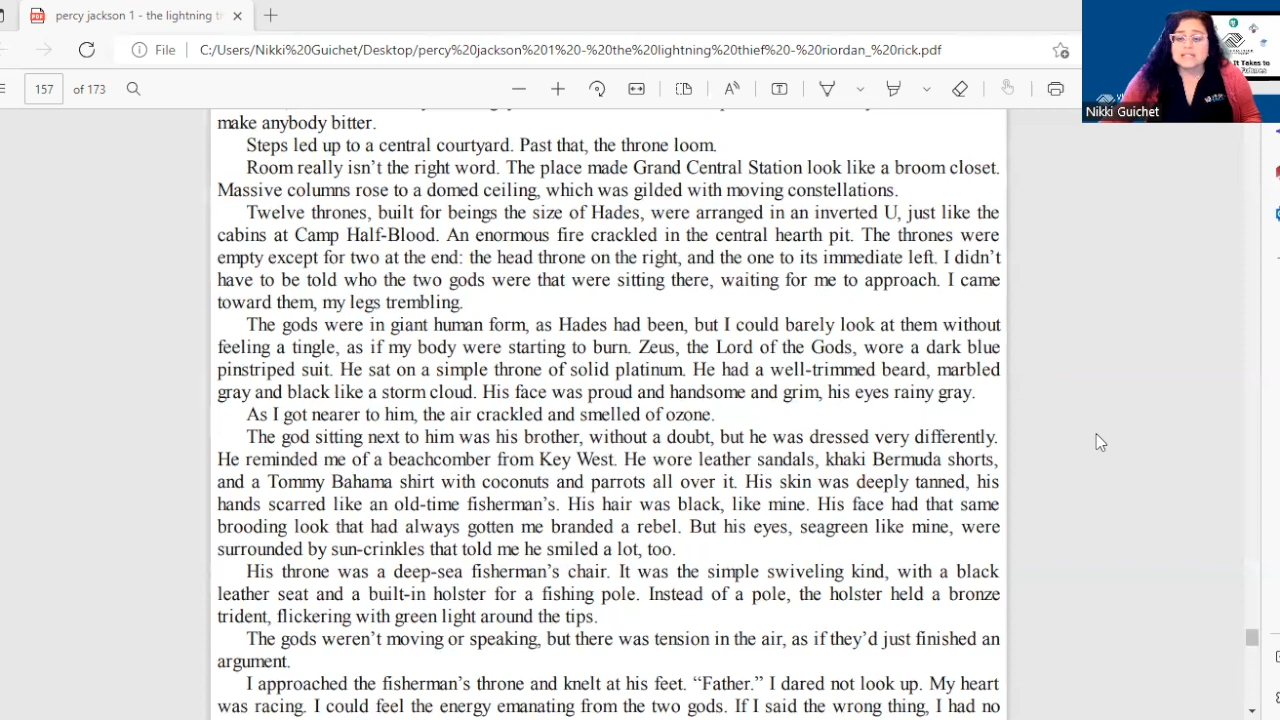 percy jackson 1 - the lightning t
File C:/Users/Nikki%20Guichet/Desktop/percy%20jackson%201%20-%20the%20lightning%20thief%20-%20riordan_%20rick.pdf
157 of 173
It Takes to
Futures
Nikki Guichet
make anybody bitter.
Steps led up to a central courtyard. Past that, the throne loom.
Room really isn’t the right word. The place made Grand Central Station look like a broom closet.
Massive columns rose to a domed ceiling, which was gilded with moving constellations.
Twelve thrones, built for beings the size of Hades, were arranged in an inverted U, just like the
cabins at Camp Half-Blood. An enormous fire crackled in the central hearth pit. The thrones were
empty except for two at the end: the head throne on the right, and the one to its immediate left. I didn’t
have to be told who the two gods were that were sitting there, waiting for me to approach. I came
toward them, my legs trembling.
The gods were in giant human form, as Hades had been, but I could barely look at them without
feeling a tingle, as if my body were starting to burn. Zeus, the Lord of the Gods, wore a dark blue
pinstriped suit. He sat on a simple throne of solid platinum. He had a well-trimmed beard, marbled
gray and black like a storm cloud. His face was proud and handsome and grim, his eyes rainy gray.
As I got nearer to him, the air crackled and smelled of ozone.
The god sitting next to him was his brother, without a doubt, but he was dressed very differently.
He reminded me of a beachcomber from Key West. He wore leather sandals, khaki Bermuda shorts,
and a Tommy Bahama shirt with coconuts and parrots all over it. His skin was deeply tanned, his
hands scarred like an old-time fisherman’s. His hair was black, like mine. His face had that same
brooding look that had always gotten me branded a rebel. But his eyes, seagreen like mine, were
surrounded by sun-crinkles that told me he smiled a lot, too.
His throne was a deep-sea fisherman’s chair. It was the simple swiveling kind, with a black
leather seat and a built-in holster for a fishing pole. Instead of a pole, the holster held a bronze
trident, flickering with green light around the tips.
The gods weren’t moving or speaking, but there was tension in the air, as if they’d just finished an
argument.
I approached the fisherman’s throne and knelt at his feet. “Father.” I dared not look up. My heart
was racing. I could feel the energy emanating from the two gods. If I said the wrong thing, I had no